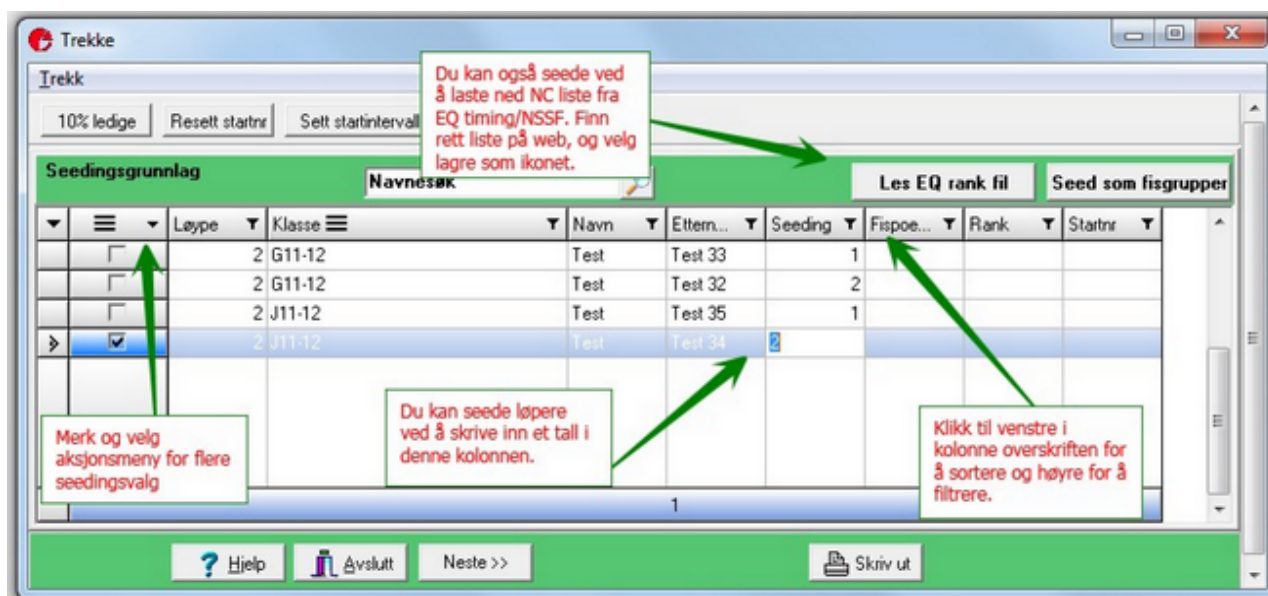 Trekke
Trekk
10% ledige Resett startnr Sett startintervall
Du kan også seede ved
å laste ned NC liste fra
EQ timing/NSSF. Finn
rett liste på web, og velg
lagre som ikonet.
Seedingsgrunnlag
Navnesøk
Les EQ rank fil Seed som fisgrupper
Løype Klasse Navn Ettern... Seeding Fispoe... Rank Startnr
2 G11-12 Test Test 33 1
2 G11-12 Test Test 32 2
2 J11-12 Test Test 35 1
2 J11-12 Test Test 34 2
Merk og velg
aksjonsmeny for flere
seedingsvalg
Du kan seede løpere
ved å skrive inn et tall i
denne kolonnen.
Klikk til venstre i
kolonne overskriften for
å sortere og høyre for å
filtrere.
1
Hjelp Avslutt Neste >> Skriv ut